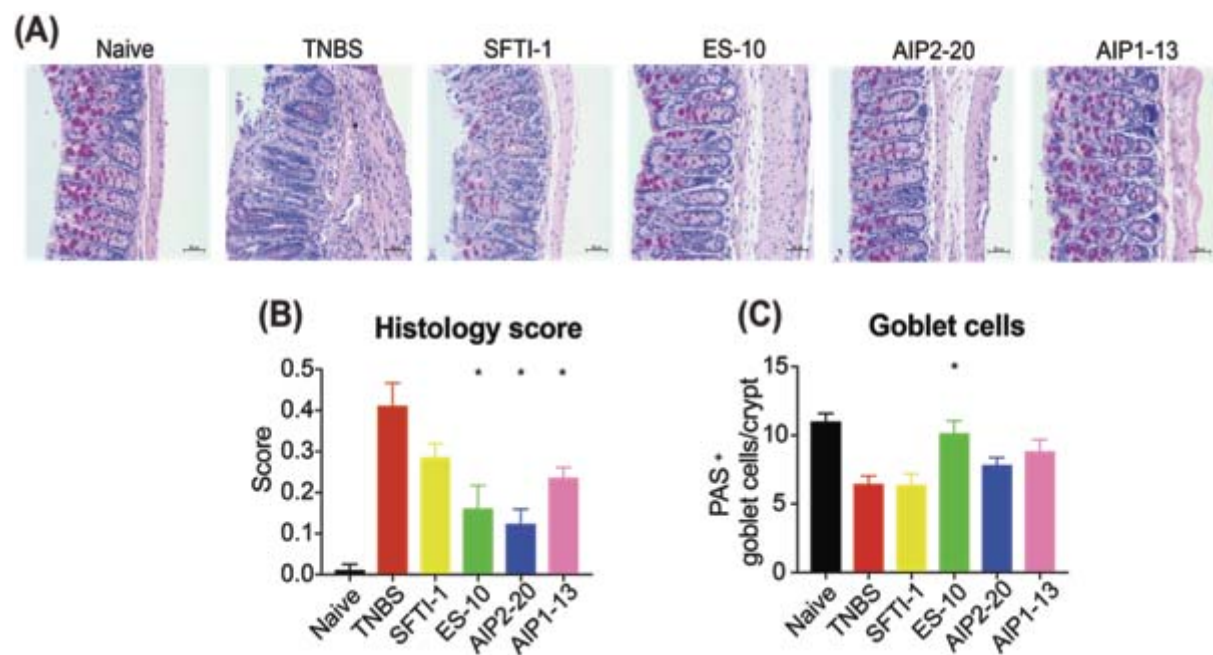 (A)
Naive TNBS SFTI-1 ES-10 AIP2-20 AIP1-13
(B)
Histology score
Score
0.5
0.4
0.3
0.2
0.1
0.0
* * *
Naive TNBS SFTI-1 ES-10 AIP2-20 AIP1-13
(C)
Goblet cells
PAS +
goblet cells/crypt
15
10
5
0
*
Naive TNBS SFTI-1 ES-10 AIP2-20 AIP1-13